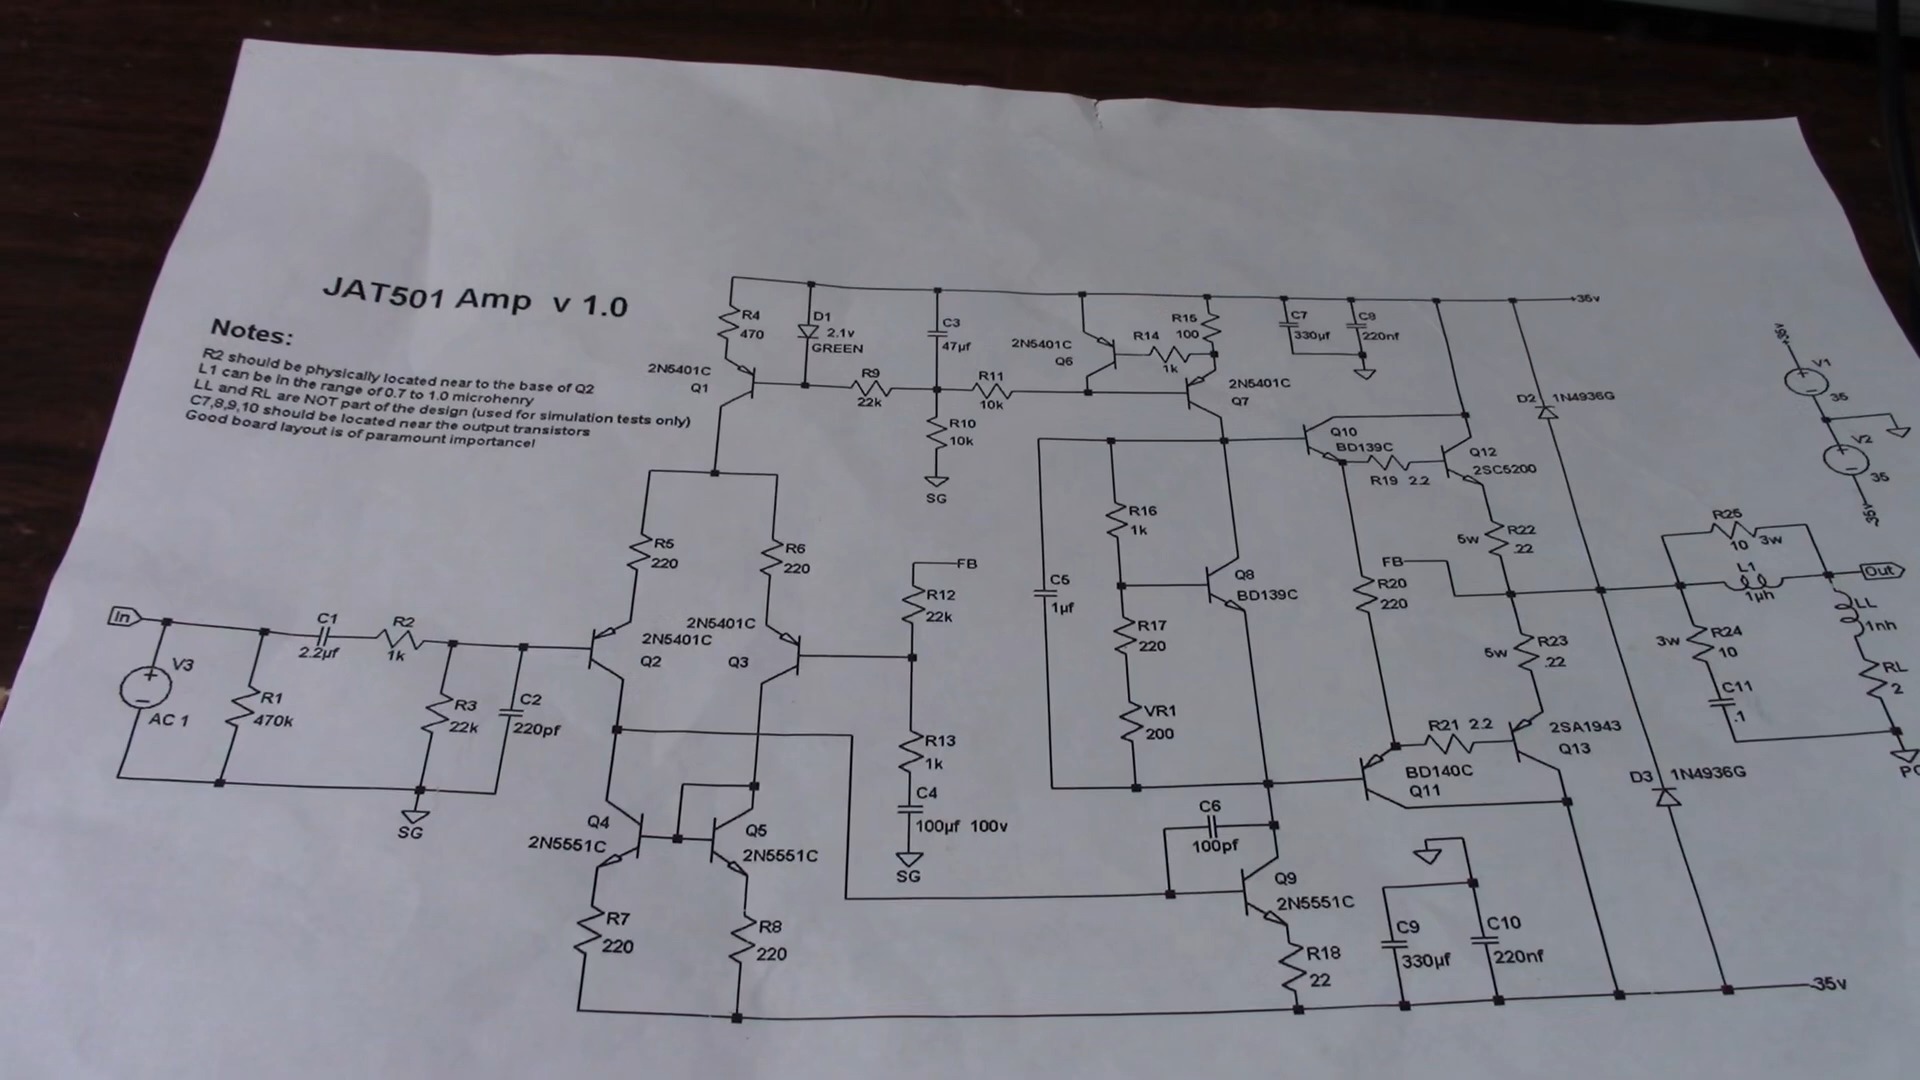 JAT501 Amp v 1.0
Notes:
R2 should be physically located near to the base of Q2
L1 can be in the range of 0.7 to 1.0 microhenry
LL and RL are NOT part of the design (used for simulation tests only)
C7,8,9,10 should be located near the output transistors
Good board layout is of paramount importance!
+35v
R4
470
D1
2.1v
GREEN
C3
47µf
2N5401C
Q6
R14
1k
R15
100
C7
330µf
220nf
2N5401C
Q1
R9
22k
R11
10k
2N5401C
Q7
R10
10k
SG
D2
1N4936G
V1
35
V2
35
Q10
BD139C
R19 2.2
Q12
2SC5200
R16
1k
5w
R22
.22
R5
220
R6
220
FB
R12
22k
C5
1µf
Q8
BD139C
FB
R20
220
10
3w
L1
1µh
Out
LL
1nh
In
C1
2.2µf
R2
1k
2N5401C
Q2
2N5401C
Q3
R17
220
5w
R23
.22
3w
R24
10
RL
2
V3
AC 1
R1
470k
R3
22k
C2
220pf
VR1
200
C11
.1
R13
1k
R21 2.2
2SA1943
Q13
BD140C
Q11
D3
1N4936G
SG
C4
100µf 100v
SG
Q4
2N5551C
Q5
2N5551C
C6
100pf
Q9
2N5551C
R7
220
R8
220
R18
22
C9
330µf
C10
220nf
-35v